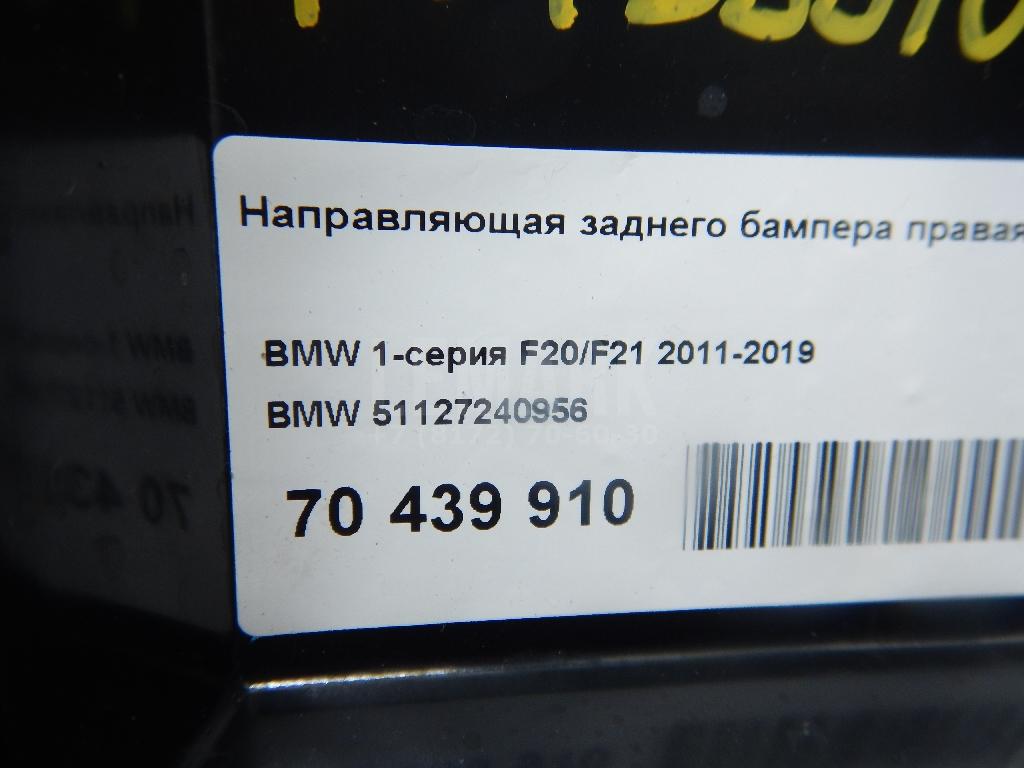 Направляющая заднего бампера правая
BMW 1-серия F20/F21 2011-2019
BMW 51127240956
70 439 910